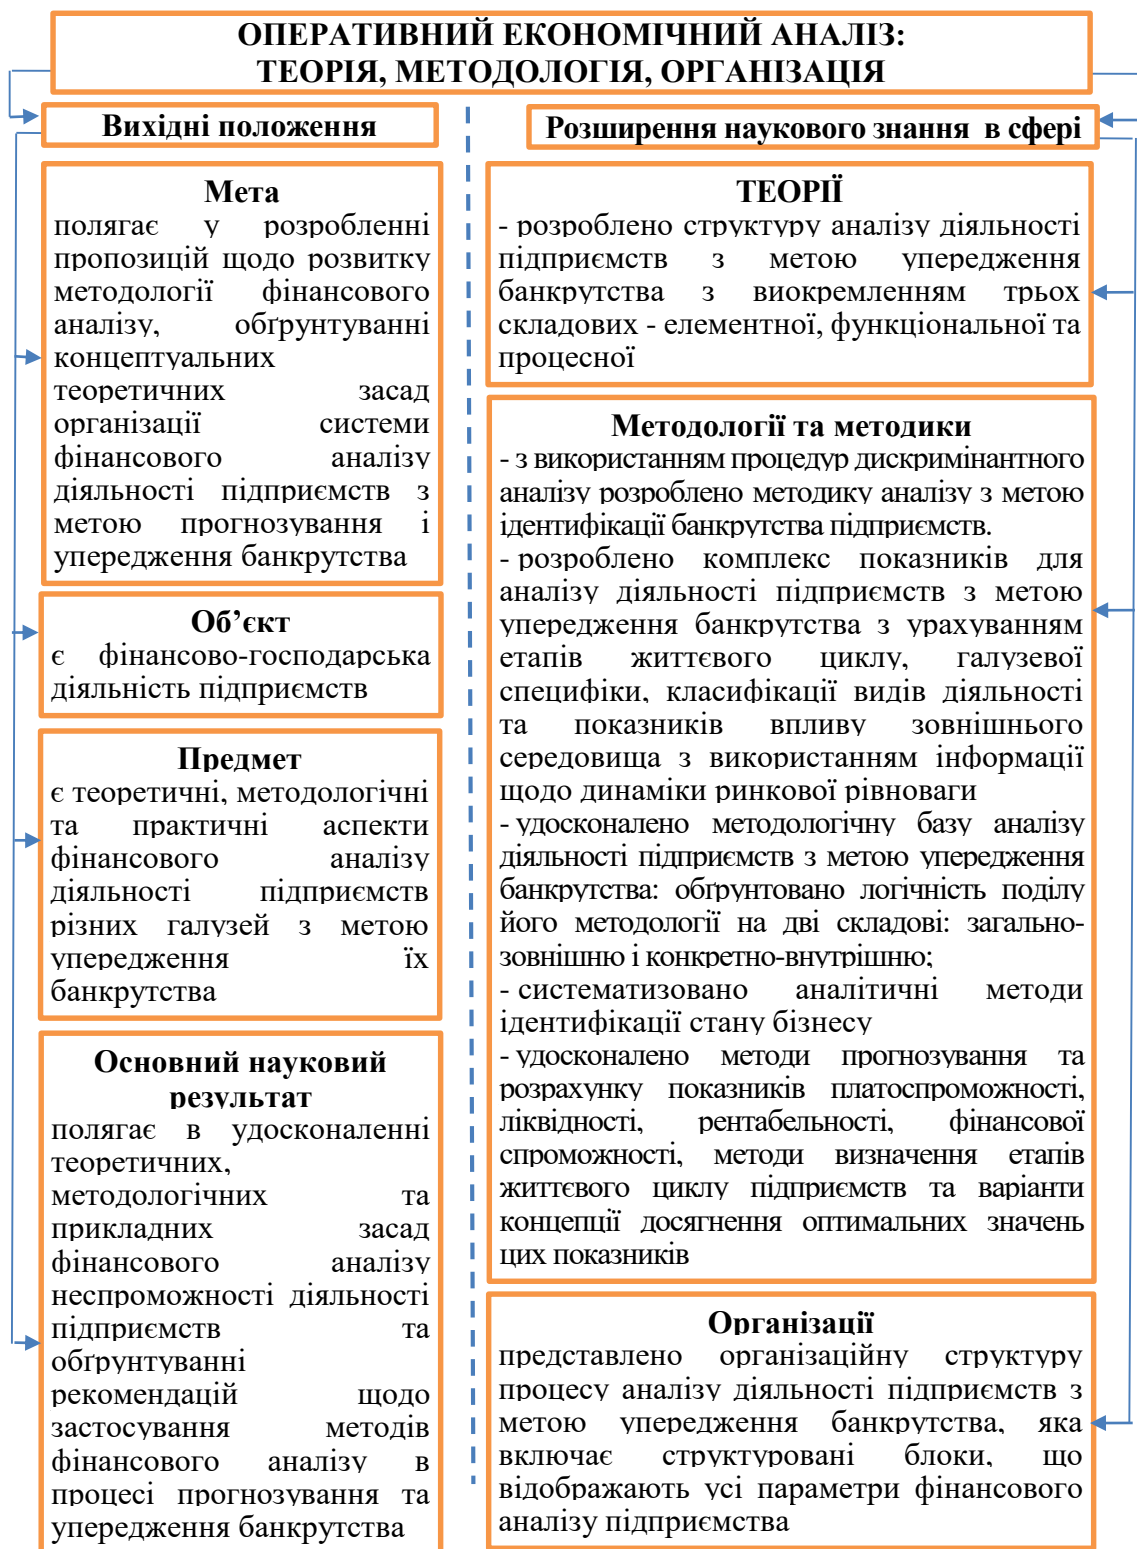 ОПЕРАТИВНИЙ ЕКОНОМІЧНИЙ АНАЛІЗ:
ТЕОРІЯ, МЕТОДОЛОГІЯ, ОРГАНІЗАЦІЯ
Вихідні положення
Мета
полягає у розробленні
пропозицій щодо розвитку
методології фінансового
аналізу, обґрунтуванні
концептуальних
теоретичних засад
організації системи
фінансового аналізу
діяльності підприємств з
метою прогнозування і
упередження банкрутства
Об’єкт
є фінансово-господарська
діяльність підприємств
Предмет
є теоретичні, методологічні
та практичні аспекти
фінансового аналізу
діяльності підприємств
різних галузей з метою
упередження їх
банкрутства
Основний науковий
результат
полягає в удосконаленні
теоретичних,
методологічних та
прикладних засад
фінансового аналізу
неспроможності діяльності
підприємств та
обґрунтуванні
рекомендацій щодо
застосування методів
фінансового аналізу в
процесі прогнозування та
упередження банкрутства
Розширення наукового знання в сфері
ТЕОРІЇ
- розроблено структуру аналізу діяльності
підприємств з метою упередження
банкрутства з виокремленням трьох
складових - елементної, функціональної та
процесної
Методології та методики
- з використанням процедур дискримінантного
аналізу розроблено методику аналізу з метою
ідентифікації банкрутства підприємств.
- розроблено комплекс показників для
аналізу діяльності підприємств з метою
упередження банкрутства з урахуванням
етапів життєвого циклу, галузевої
специфіки, класифікації видів діяльності
та показників впливу зовнішнього
середовища з використанням інформації
щодо динаміки ринкової рівноваги
- удосконалено методологічну базу аналізу
діяльності підприємств з метою упередження
банкрутства: обґрунтовано логічність поділу
його методології на дві складові: загально-
зовнішню і конкретно-внутрішню;
- систематизовано аналітичні методи
ідентифікації стану бізнесу
- удосконалено методи прогнозування та
розрахунку показників платоспроможності,
ліквідності, рентабельності, фінансової
спроможності, методи визначення етапів
життєвого циклу підприємств та варіанти
концепції досягнення оптимальних значень
цих показників
Організації
представлено організаційну структуру
процесу аналізу діяльності підприємств з
метою упередження банкрутства, яка
включає структуровані блоки, що
відображають усі параметри фінансового
аналізу підприємства